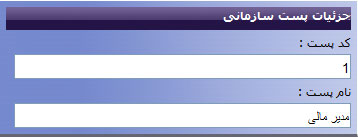 جزئیات پست سازمانی
کد پست :
1
نام پست :
مدیر مالی